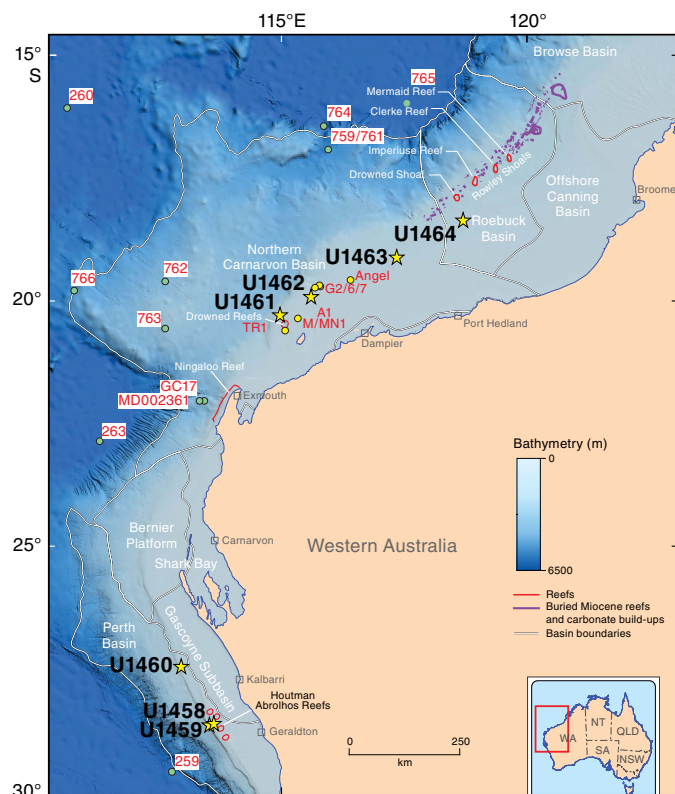 115°E
120°
15°
S
Browse Basin
765
260
Mermaid Reef
764
Clerke Reef
759/761
Imperiuse Reef
Drowned Shoal
Rowley Shoals
Offshore
Canning
Basin
Broome
Roebuck
Basin
U1464
Northern
Carnarvon Basin
U1463
762
766
Angel
U1462
G2/6/7
20°
U1461
A1
Drowned Reefs
M/MN1
763
TR1
Port Hedland
Dampier
Ningaloo Reef
GC17
MD002361
Exmouth
263
Bathymetry (m)
0
6500
25°
Bernier
Platform
Carnarvon
Western Australia
Shark Bay
Reefs
Buried Miocene reefs
and carbonate build-ups
Basin boundaries
Gascoyne Subbasin
Perth
Basin
U1460
Kalbarri
Houtman
Abrolhos Reefs
U1458
U1459
Geraldton
0
250
km
259
30°
WA
NT
QLD
SA
NSW